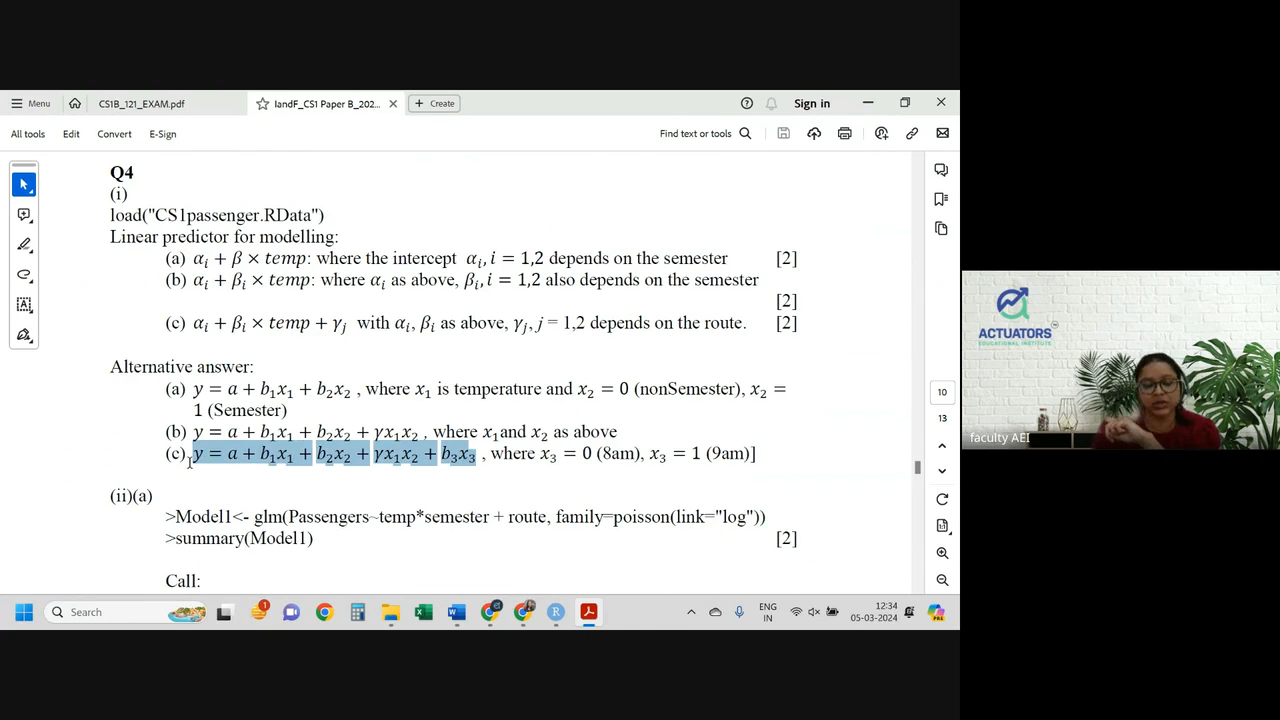 Menu
CS1B_121_EXAM.pdf
IandF_CS1 Paper B_202...
Create
Sign in
All tools
Edit
Convert
E-Sign
Find text or tools
Q4
(i)
load("CS1passenger.RData")
Linear predictor for modelling:
(a) αᵢ + β × temp: where the intercept αᵢ, i = 1,2 depends on the semester [2]
(b) αᵢ + βᵢ × temp: where αᵢ as above, βᵢ, i = 1,2 also depends on the semester
[2]
(c) αᵢ + βᵢ × temp + γⱼ with αᵢ, βᵢ as above, γⱼ, j = 1,2 depends on the route. [2]
Alternative answer:
(a) y = a + b₁x₁ + b₂x₂ , where x₁ is temperature and x₂ = 0 (nonSemester), x₂ =
1 (Semester)
(b) y = a + b₁x₁ + b₂x₂ + γx₁x₂ , where x₁and x₂ as above
(c) y = a + b₁x₁ + b₂x₂ + γx₁x₂ + b₃x₃ , where x₃ = 0 (8am), x₃ = 1 (9am)]
(ii)(a)
>Model1<- glm(Passengers~temp*semester + route, family=poisson(link="log"))
>summary(Model1) [2]
Call:
10
13
Search
1
ENG
IN
12:34
05-03-2024
ACTUATORS
EDUCATIONAL INSTITUTE
faculty AEI